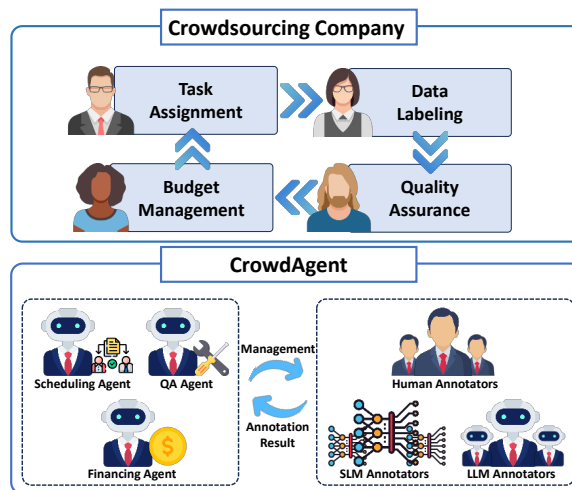 Crowdsourcing Company
Task
Assignment
Data
Labeling
Budget
Management
Quality
Assurance
CrowdAgent
Scheduling Agent
QA Agent
$
Financing Agent
Management
Annotation
Result
Human Annotators
SLM Annotators
LLM Annotators